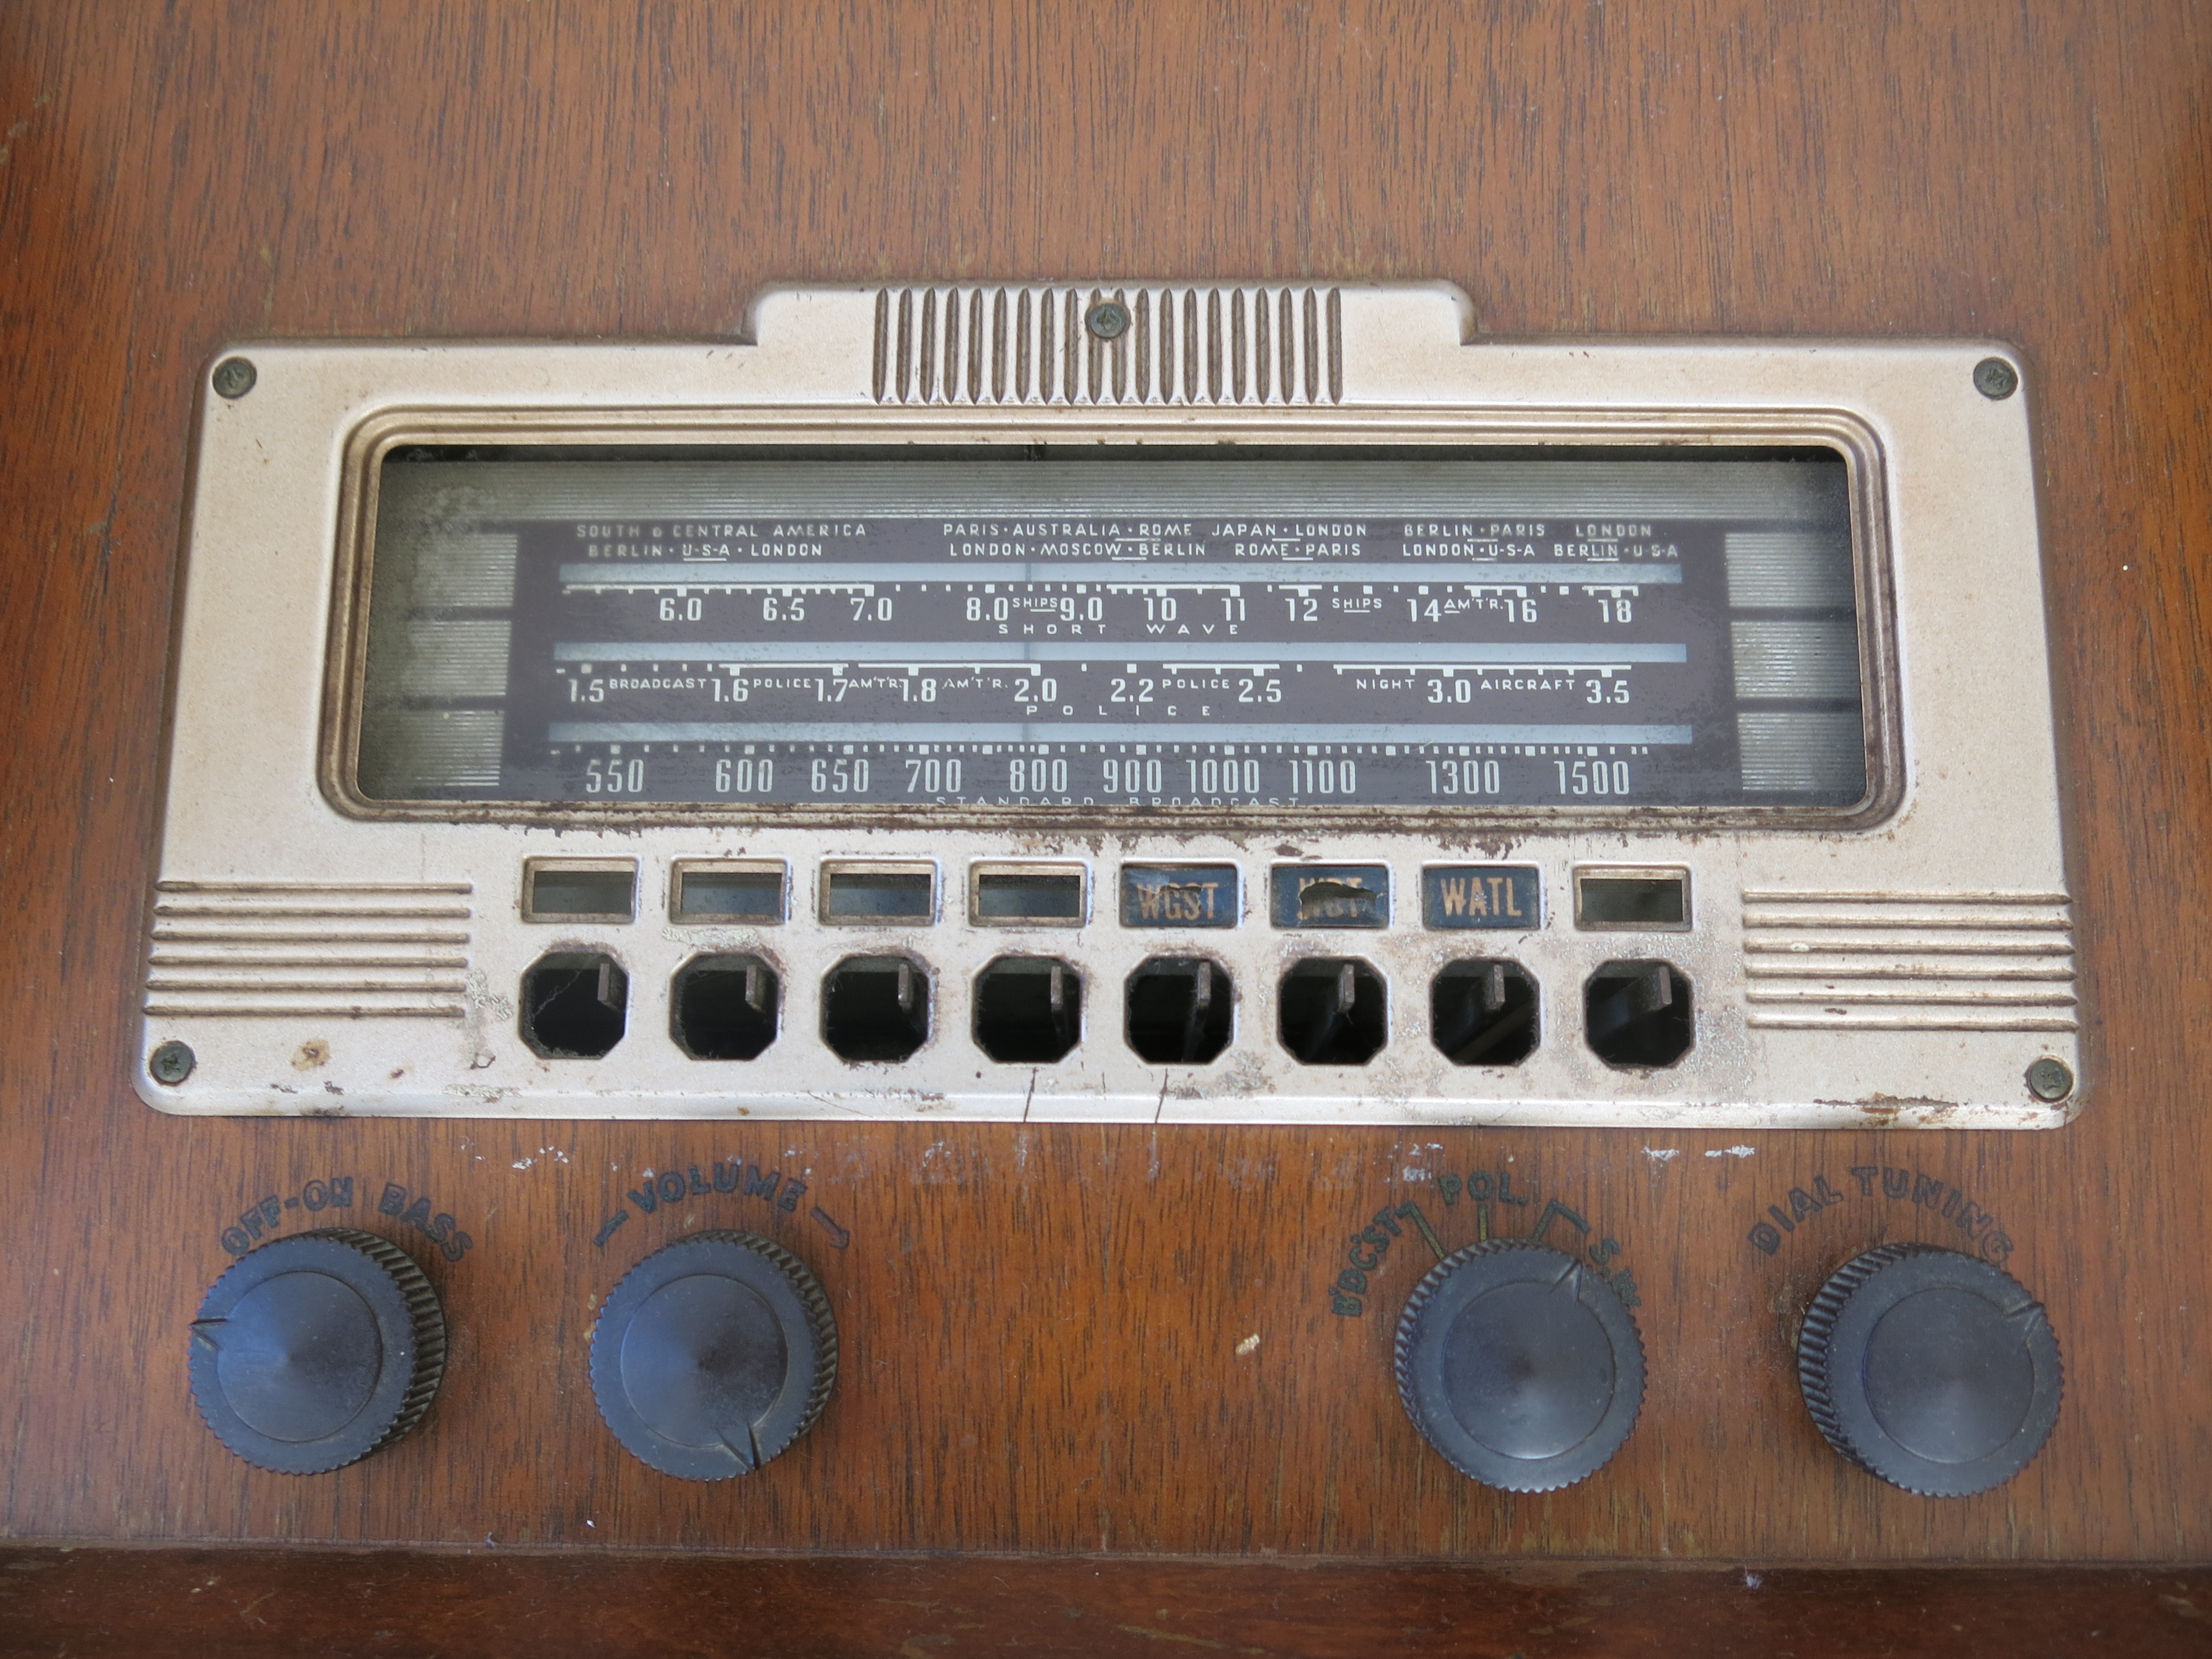 SOUTH & CENTRAL AMERICA PARIS·AUSTRALIA·ROME JAPAN·LONDON BERLIN·PARIS LONDON
BERLIN·U-S-A·LONDON LONDON·MOSCOW·BERLIN ROME·PARIS LONDON·U-S-A BERLIN·U-S-A
6.0 6.5 7.0 8.0 SHIPS 9.0 10 11 12 SHIPS 14 AM'T'R. 16 18
SHORT WAVE
1.5 BROADCAST 1.6 POLICE 1.7 AM'T'R. 1.8 AM'T'R. 2.0 2.2 POLICE 2.5 NIGHT 3.0 AIRCRAFT 3.5
POLICE
550 600 650 700 800 900 1000 1100 1300 1500
STANDARD BROADCAST
WGST WATL
OFF-ON BASS VOLUME B'DC'ST. POL. S.W. DIAL TUNING